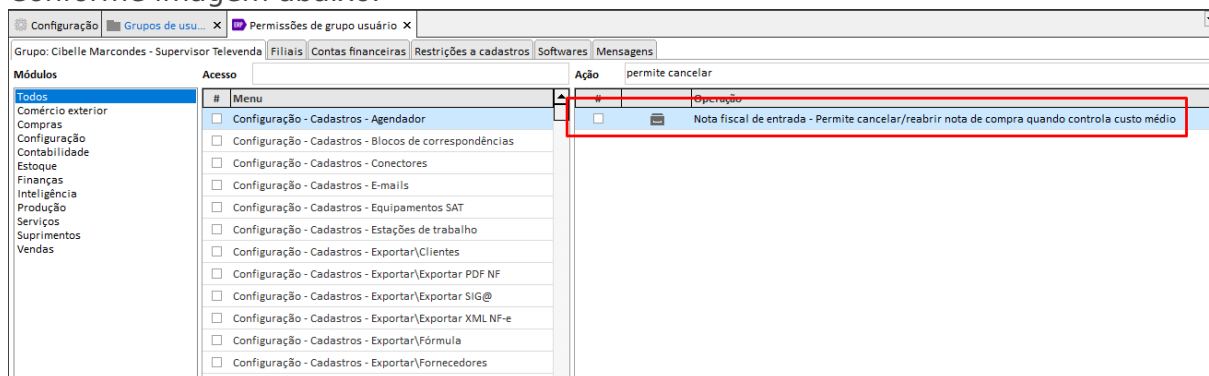 Conforme imagem abaixo:
Configuração Grupos de usu... X ERP Permissões de grupo usuário X
Grupo: Cibelle Marcondes - Supervisor Televenda Filiais Contas financeiras Restrições a cadastros Softwares Mensagens
Módulos Acesso Ação permite cancelar
Todos
Comércio exterior
Compras
Configuração
Contabilidade
Estoque
Finanças
Inteligência
Produção
Serviços
Suprimentos
Vendas
# Menu
Configuração - Cadastros - Agendador
Configuração - Cadastros - Blocos de correspondências
Configuração - Cadastros - Conectores
Configuração - Cadastros - E-mails
Configuração - Cadastros - Equipamentos SAT
Configuração - Cadastros - Estações de trabalho
Configuração - Cadastros - Exportar\Clientes
Configuração - Cadastros - Exportar\Exportar PDF NF
Configuração - Cadastros - Exportar\Exportar SIG@
Configuração - Cadastros - Exportar\Exportar XML NF-e
Configuração - Cadastros - Exportar\Fórmula
Configuração - Cadastros - Exportar\Fornecedores
# Operação
Nota fiscal de entrada - Permite cancelar/reabrir nota de compra quando controla custo médio